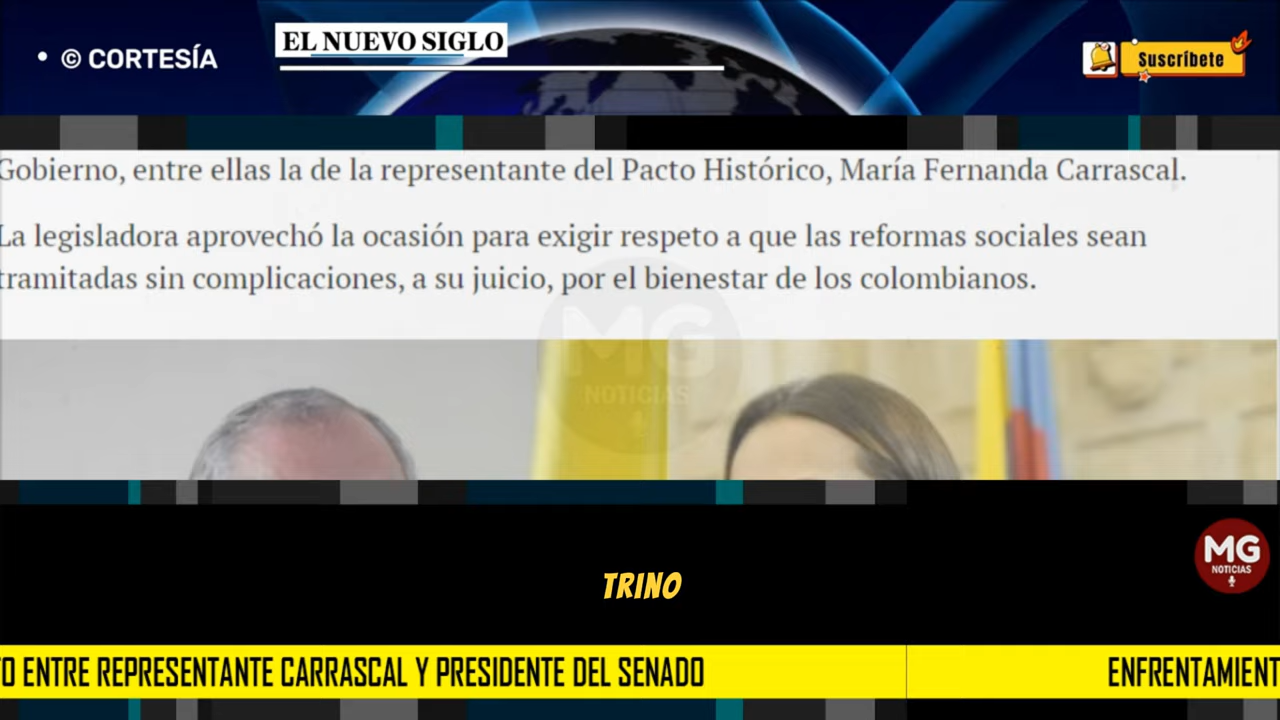 • © CORTESÍA
EL NUEVO SIGLO
Suscríbete
Gobierno, entre ellas la de la representante del Pacto Histórico, María Fernanda Carrascal.
La legisladora aprovechó la ocasión para exigir respeto a que las reformas sociales sean
tramitadas sin complicaciones, a su juicio, por el bienestar de los colombianos.
MG
NOTICIAS
MG
NOTICIAS
TRINO
TO ENTRE REPRESENTANTE CARRASCAL Y PRESIDENTE DEL SENADO
ENFRENTAMIENT